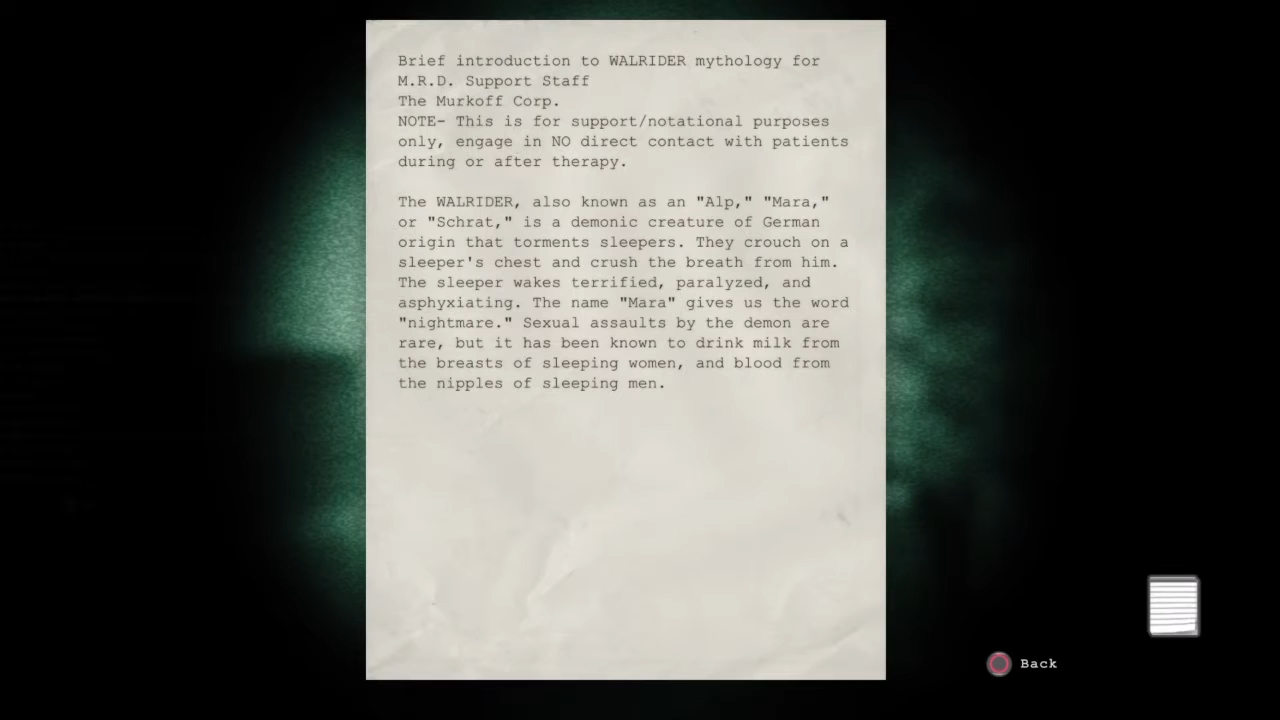 Brief introduction to WALRIDER mythology for
M.R.D. Support Staff
The Murkoff Corp.
NOTE- This is for support/notational purposes
only, engage in NO direct contact with patients
during or after therapy.
The WALRIDER, also known as an "Alp," "Mara,"
or "Schrat," is a demonic creature of German
origin that torments sleepers. They crouch on a
sleeper's chest and crush the breath from him.
The sleeper wakes terrified, paralyzed, and
asphyxiating. The name "Mara" gives us the word
"nightmare." Sexual assaults by the demon are
rare, but it has been known to drink milk from
the breasts of sleeping women, and blood from
the nipples of sleeping men.
Back